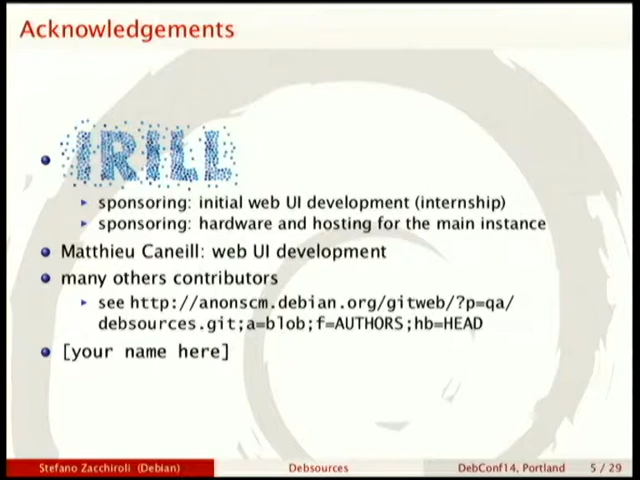 Acknowledgements
IRILL
sponsoring: initial web UI development (internship)
sponsoring: hardware and hosting for the main instance
Matthieu Caneill: web UI development
many others contributors
see http://anonscm.debian.org/gitweb/?p=qa/
debsources.git;a=blob;f=AUTHORS;hb=HEAD
[your name here]
Stefano Zacchiroli (Debian) Debsources DebConf14, Portland 5 / 29